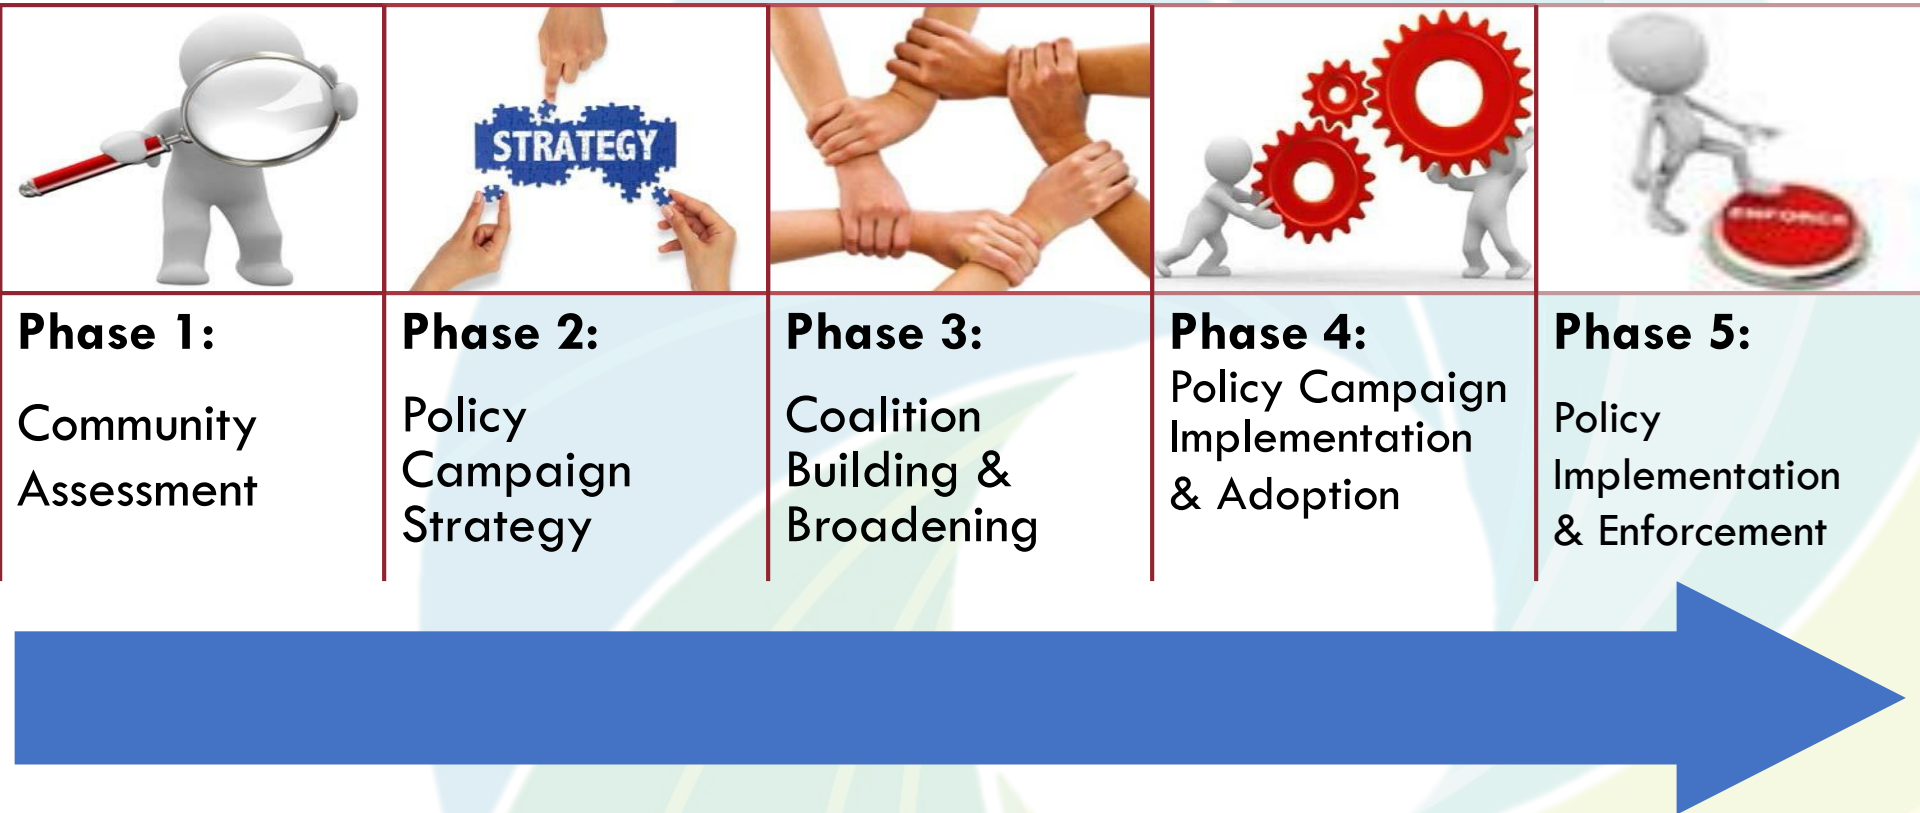 STRATEGY
ENFORCE
Phase 1:
Community
Assessment
Phase 2:
Policy
Campaign
Strategy
Phase 3:
Coalition
Building &
Broadening
Phase 4:
Policy Campaign
Implementation
& Adoption
Phase 5:
Policy
Implementation
& Enforcement